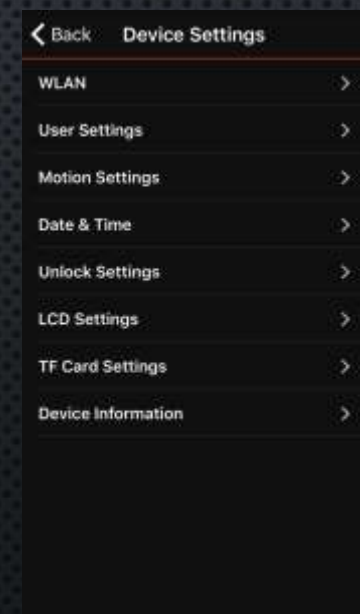 Back Device Settings
WLAN
User Settings
Motion Settings
Date & Time
Unlock Settings
LCD Settings
TF Card Settings
Device Information